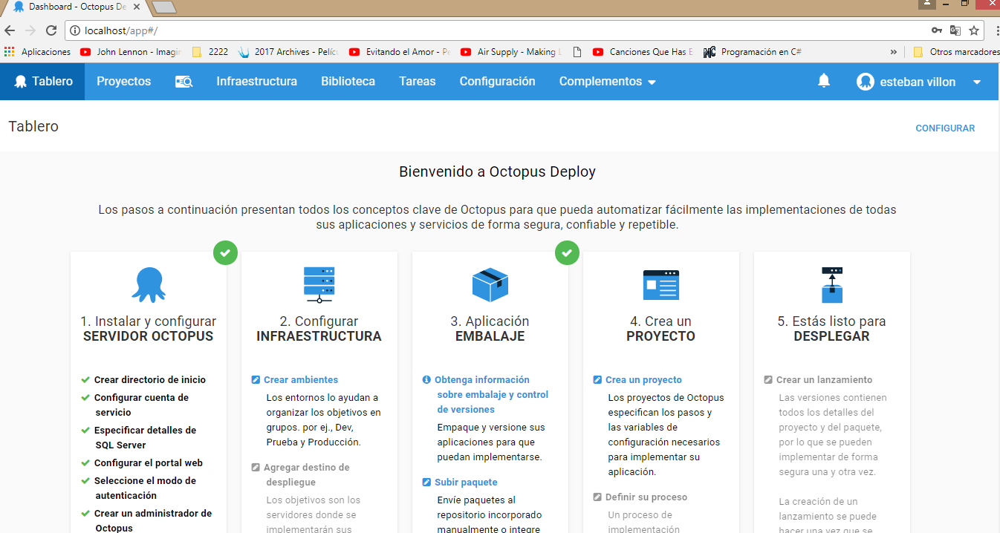 Dashboard - Octopus De
localhost/app#/
Aplicaciones
John Lennon - Imagin
2222
2017 Archives - Pelícu
Evitando el Amor - Pe
Air Supply - Making L
Canciones Que Has E
Programación en C#
»
Otros marcadores
Tablero
Proyectos
Infraestructura
Biblioteca
Tareas
Configuración
Complementos
esteban villon
Tablero
CONFIGURAR
Bienvenido a Octopus Deploy
Los pasos a continuación presentan todos los conceptos clave de Octopus para que pueda automatizar fácilmente las implementaciones de todas
sus aplicaciones y servicios de forma segura, confiable y repetible.
1. Instalar y configurar
SERVIDOR OCTOPUS
Crear directorio de inicio
Configurar cuenta de
servicio
Especificar detalles de
SQL Server
Configurar el portal web
Seleccione el modo de
autenticación
Crear un administrador de
Octopus
2. Configurar
INFRAESTRUCTURA
Crear ambientes
Los entornos lo ayudan a
organizar los objetivos en
grupos. por ej., Dev,
Prueba y Producción.
Agregar destino de
despliegue
Los objetivos son los
servidores donde se
implementarán sus
3. Aplicación
EMBALAJE
Obtenga información
sobre embalaje y control
de versiones
Empaque y versione sus
aplicaciones para que
puedan implementarse.
Subir paquete
Envíe paquetes al
repositorio incorporado
manualmente o integre
4. Crea un
PROYECTO
Crea un proyecto
Los proyectos de Octopus
especifican los pasos y
las variables de
configuración necesarios
para implementar su
aplicación.
Definir su proceso
Un proceso de
implementación
5. Estás listo para
DESPLEGAR
Crear un lanzamiento
Las versiones contienen
todos los detalles del
proyecto y del paquete,
por lo que se pueden
implementar de forma
segura una y otra vez.
La creación de un
lanzamiento se puede
hacer una vez que se